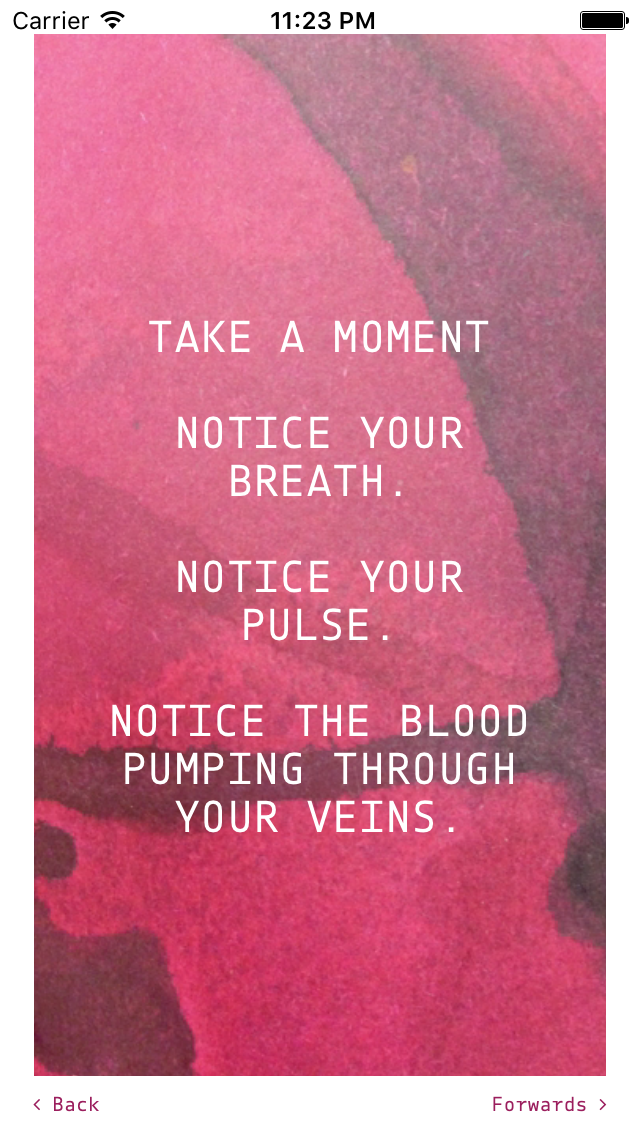 Carrier 11:23 PM
TAKE A MOMENT
NOTICE YOUR
BREATH.
NOTICE YOUR
PULSE.
NOTICE THE BLOOD
PUMPING THROUGH
YOUR VEINS.
Back Forwards